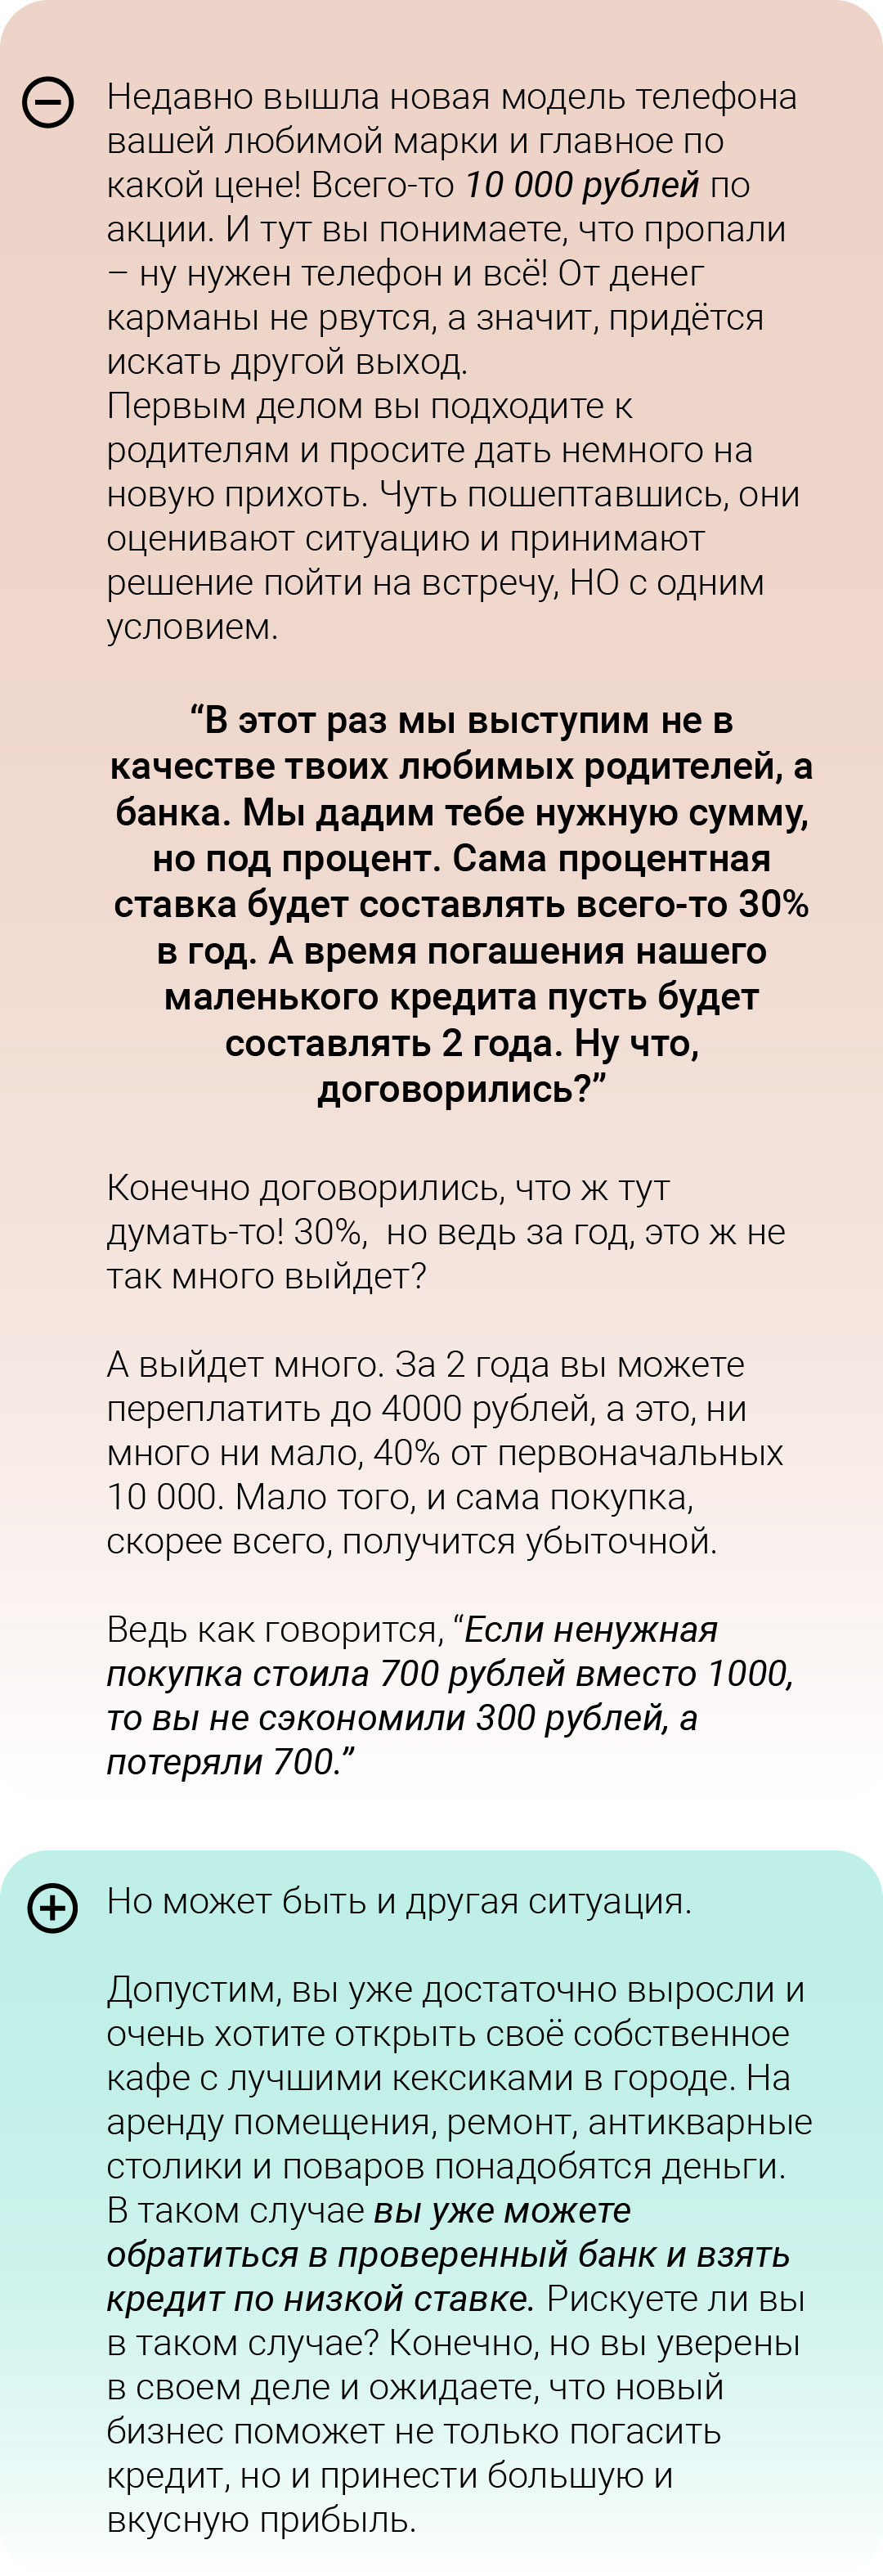 Недавно вышла новая модель телефона
вашей любимой марки и главное по
какой цене! Всего-то 10 000 рублей по
акции. И тут вы понимаете, что пропали
– ну нужен телефон и всё! От денег
карманы не рвутся, а значит, придётся
искать другой выход.
Первым делом вы подходите к
родителям и просите дать немного на
новую прихоть. Чуть пошептавшись, они
оценивают ситуацию и принимают
решение пойти на встречу, НО с одним
условием.
“В этот раз мы выступим не в
качестве твоих любимых родителей, а
банка. Мы дадим тебе нужную сумму,
но под процент. Сама процентная
ставка будет составлять всего-то 30%
в год. А время погашения нашего
маленького кредита пусть будет
составлять 2 года. Ну что,
договорились?”
Конечно договорились, что ж тут
думать-то! 30%,  но ведь за год, это ж не
так много выйдет?
А выйдет много. За 2 года вы можете
переплатить до 4000 рублей, а это, ни
много ни мало, 40% от первоначальных
10 000. Мало того, и сама покупка,
скорее всего, получится убыточной.
Ведь как говорится, “Если ненужная
покупка стоила 700 рублей вместо 1000,
то вы не сэкономили 300 рублей, а
потеряли 700.”
Но может быть и другая ситуация.
Допустим, вы уже достаточно выросли и
очень хотите открыть своё собственное
кафе с лучшими кексиками в городе. На
аренду помещения, ремонт, антикварные
столики и поваров понадобятся деньги.
В таком случае вы уже можете
обратиться в проверенный банк и взять
кредит по низкой ставке. Рискуете ли вы
в таком случае? Конечно, но вы уверены
в своем деле и ожидаете, что новый
бизнес поможет не только погасить
кредит, но и принести большую и
вкусную прибыль.